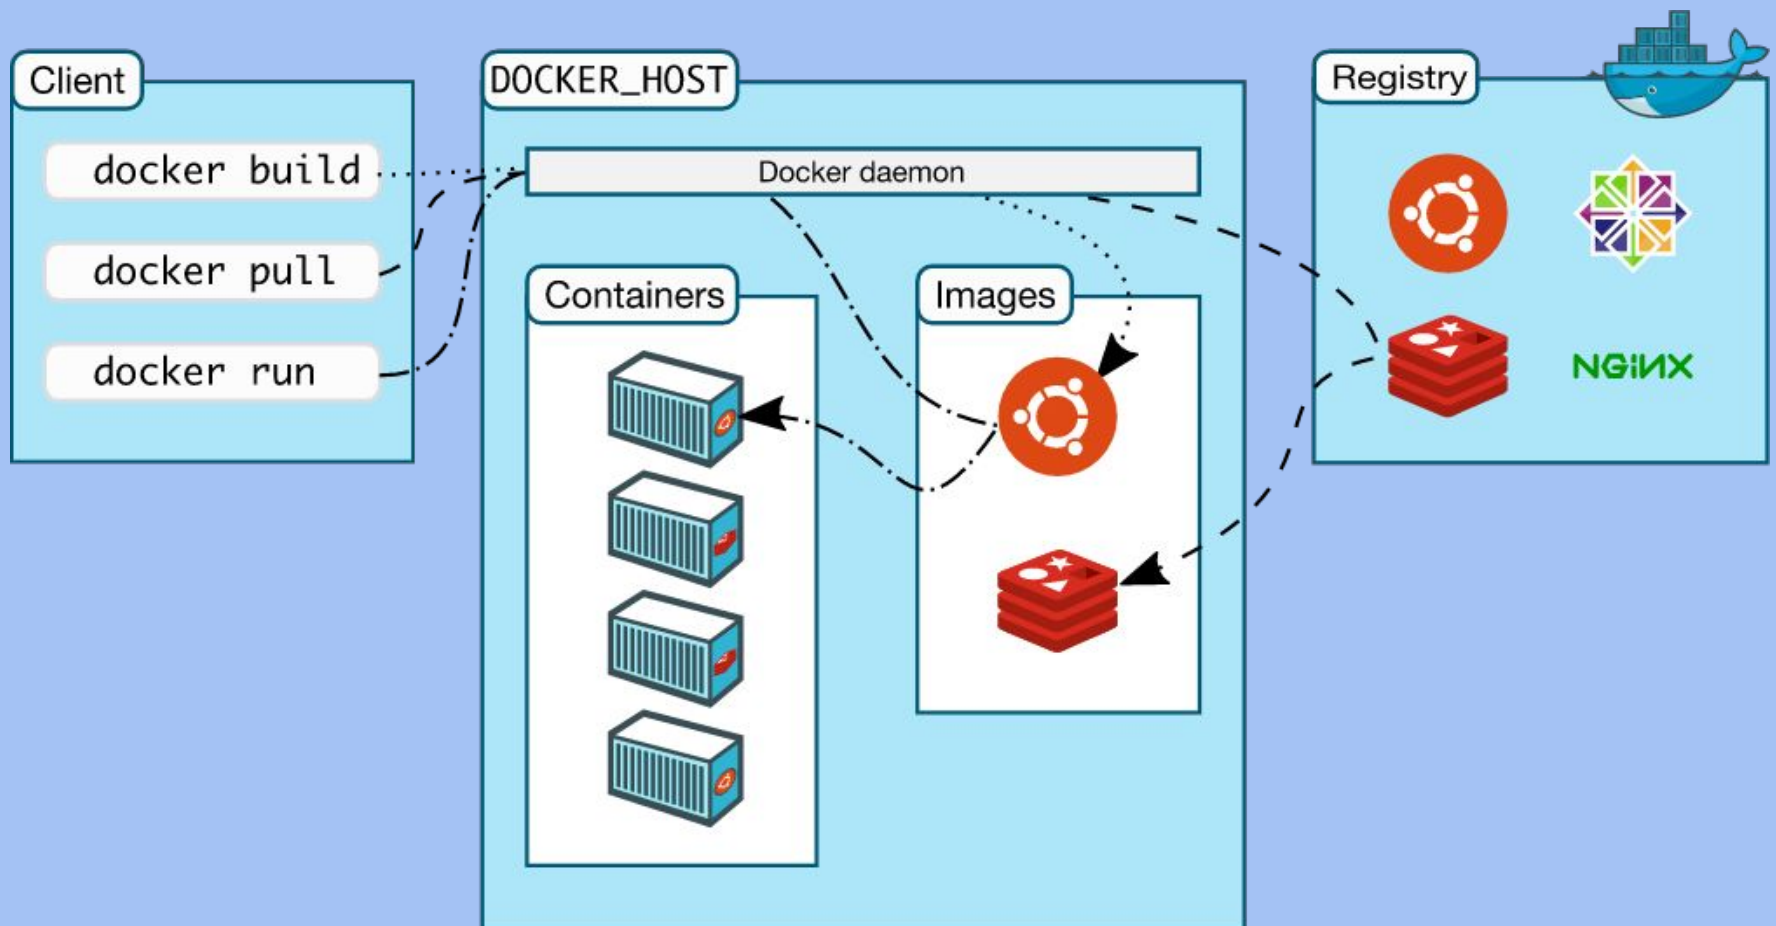 Client
docker build
docker pull
docker run
DOCKER_HOST
Docker daemon
Containers
Images
Registry
NGiNX